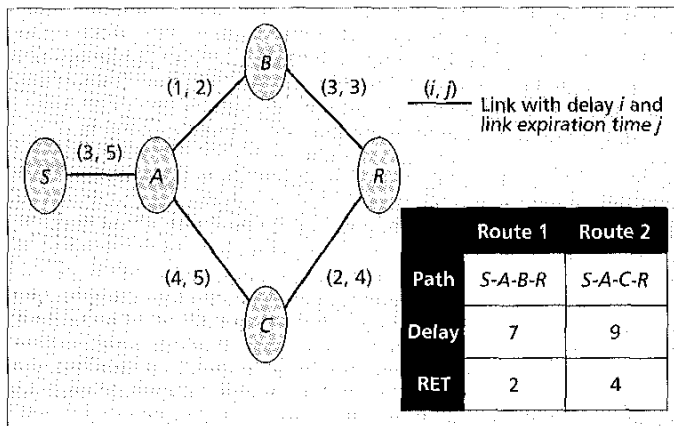 B
(1, 2)
(3, 3)
(i, j)
Link with delay i and
link expiration time j
(3, 5)
S
A
R
(4, 5)
(2, 4)
C
Route 1 Route 2
Path S-A-B-R S-A-C-R
Delay 7 9
RET 2 4